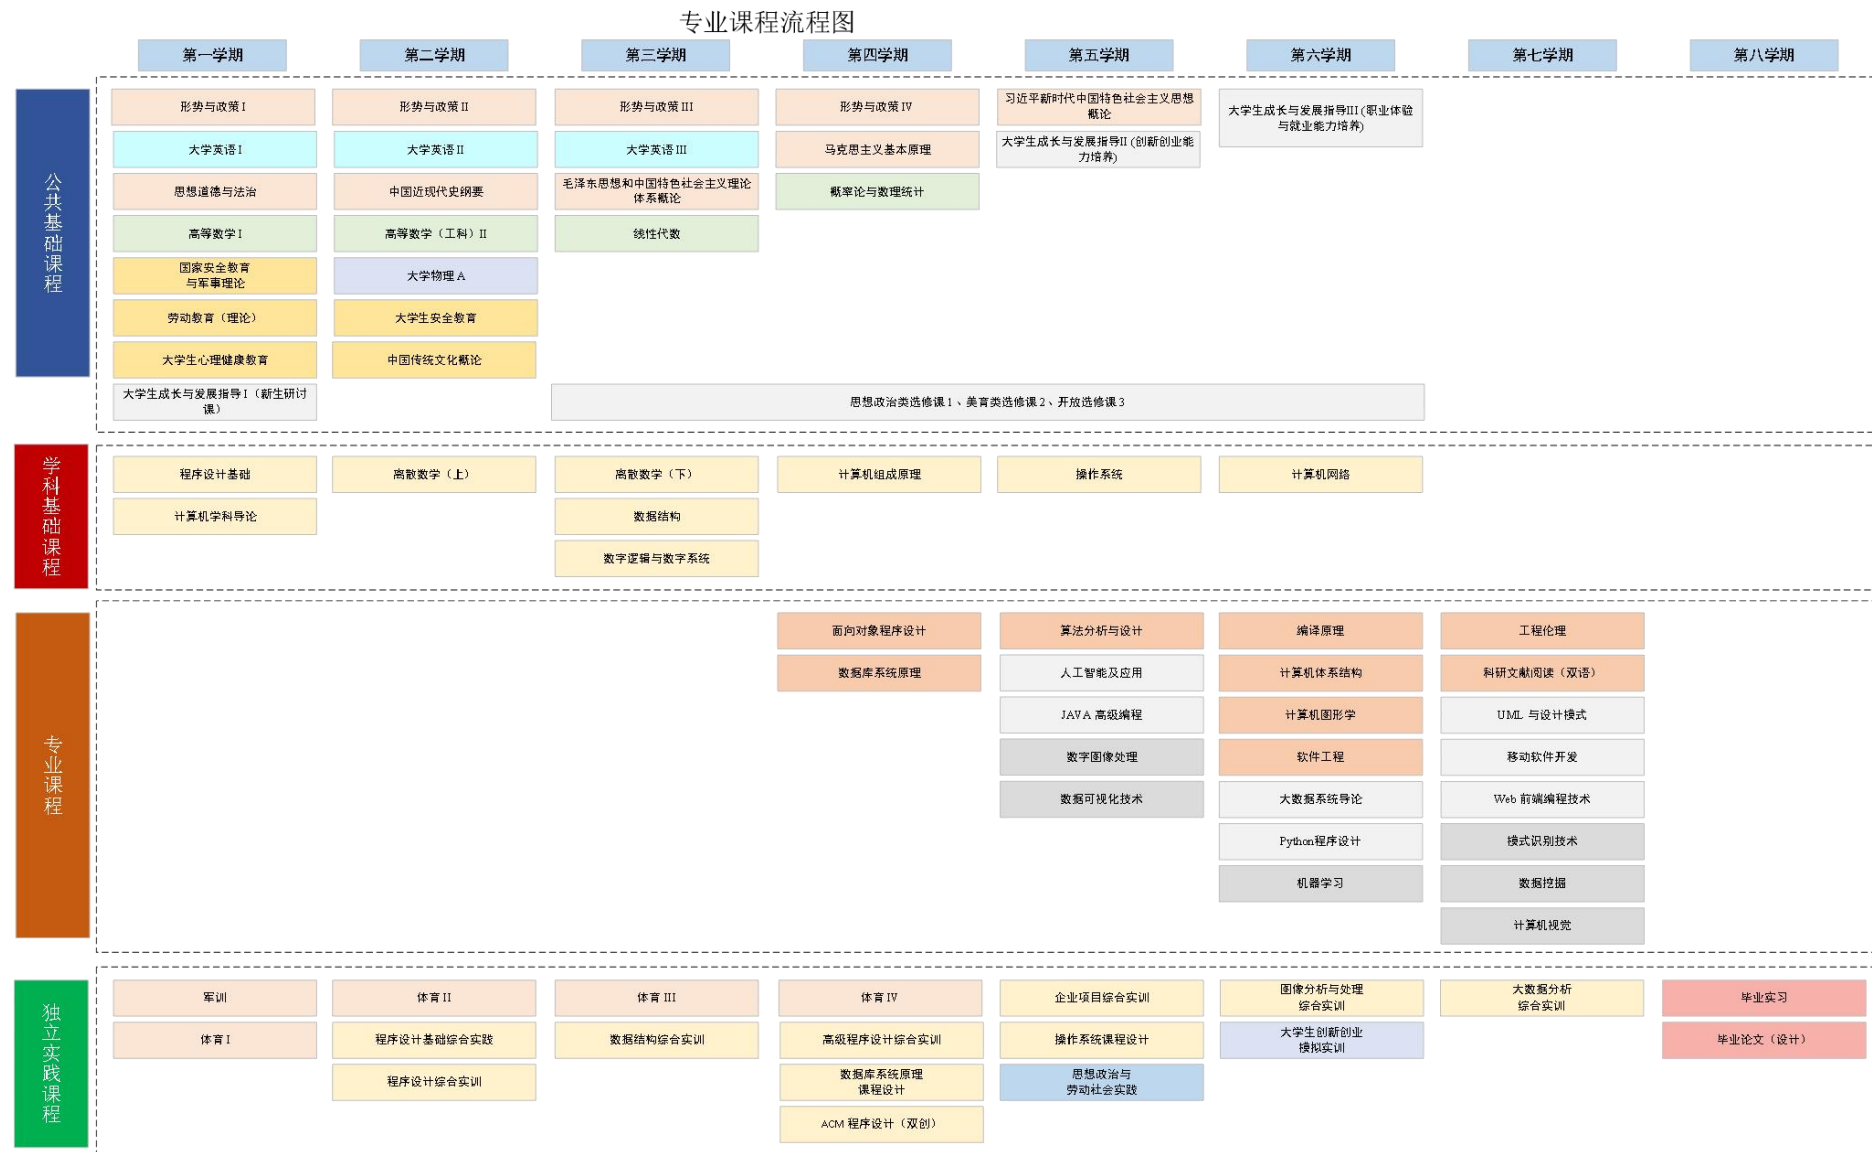 专业课程流程图
第一学期
第二学期
第三学期
第四学期
第五学期
第六学期
第七学期
第八学期
公共基础课程
形势与政策 I
形势与政策 II
形势与政策 III
形势与政策 IV
习近平新时代中国特色社会主义思想
概论
大学生成长与发展指导III (职业体验
与就业能力培养)
大学英语 I
大学英语 II
大学英语 III
马克思主义基本原理
大学生成长与发展指导II (创新创业能
力培养)
思想道德与法治
中国近现代史纲要
毛泽东思想和中国特色社会主义理论
体系概论
概率论与数理统计
高等数学 I
高等数学（工科）II
线性代数
国家安全教育
与军事理论
大学物理 A
劳动教育（理论）
大学生安全教育
大学生心理健康教育
中国传统文化概论
大学生成长与发展指导 I（新生研讨
课）
思想政治类选修课 1 、美育类选修课 2、开放选修课 3
学科基础课程
程序设计基础
离散数学（上）
离散数学（下）
计算机组成原理
操作系统
计算机网络
计算机学科导论
数据结构
数字逻辑与数字系统
专业课程
面向对象程序设计
算法分析与设计
编译原理
工程伦理
数据库系统原理
人工智能及应用
计算机体系结构
科研文献阅读（双语）
JAVA 高级编程
计算机图形学
UML 与设计模式
数字图像处理
软件工程
移动软件开发
数据可视化技术
大数据系统导论
Web 前端编程技术
Python程序设计
模式识别技术
机器学习
数据挖掘
计算机视觉
独立实践课程
军训
体育 II
体育 III
体育 IV
企业项目综合实训
图像分析与处理
综合实训
大数据分析
综合实训
毕业实习
体育 I
程序设计基础综合实践
数据结构综合实训
高级程序设计综合实训
操作系统课程设计
大学生创新创业
模拟实训
毕业论文（设计）
程序设计综合实训
数据库系统原理
课程设计
思想政治与
劳动社会实践
ACM 程序设计（双创）